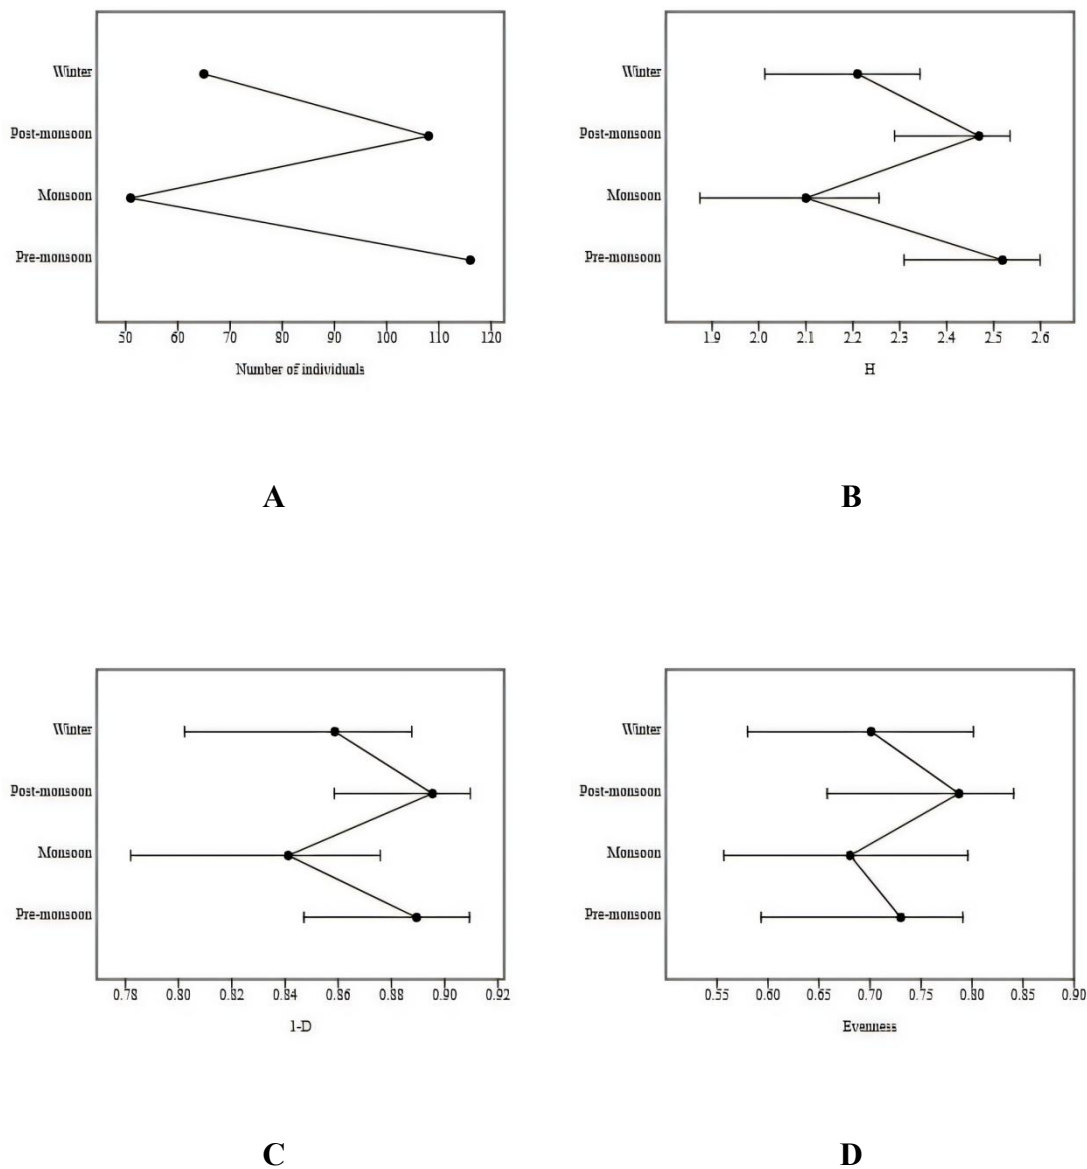 Winter
Post-monsoon
Monsoon
Pre-monsoon
50 60 70 80 90 100 110 120
Number of individuals
A
Winter
Post-monsoon
Monsoon
Pre-monsoon
1.9 2.0 2.1 2.2 2.3 2.4 2.5 2.6
H
B
Winter
Post-monsoon
Monsoon
Pre-monsoon
0.78 0.80 0.82 0.84 0.86 0.88 0.90 0.92
1-D
C
Winter
Post-monsoon
Monsoon
Pre-monsoon
0.55 0.60 0.65 0.70 0.75 0.80 0.85 0.90
Evenness
D